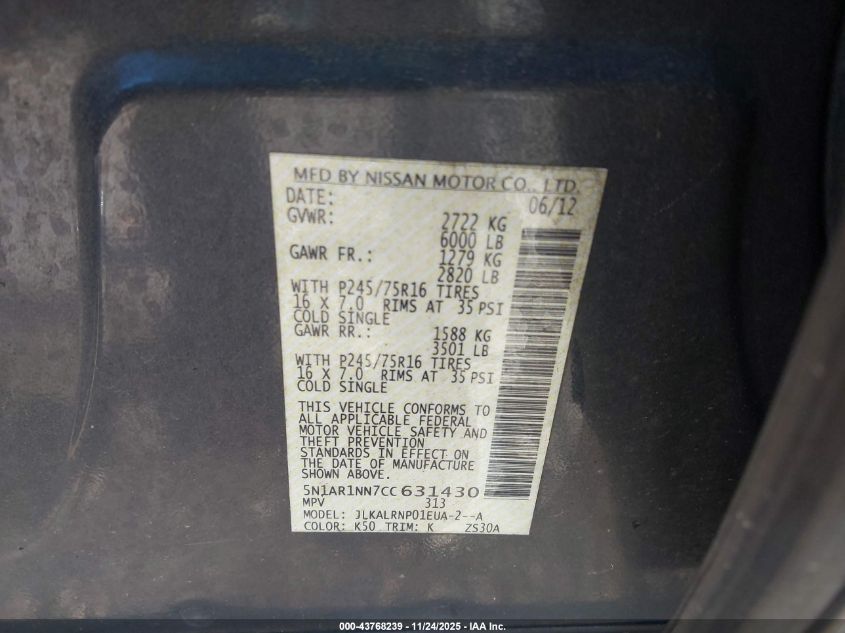 MFD BY NISSAN MOTOR CO., LTD.
DATE: 06/12
GVWR: 2722 KG
6000 LB
GAWR FR.: 1279 KG
2820 LB
WITH P245/75R16 TIRES
16 X 7.0 RIMS AT 35 PSI
COLD SINGLE
GAWR RR.: 1588 KG
3501 LB
WITH P245/75R16 TIRES
16 X 7.0 RIMS AT 35 PSI
COLD SINGLE
THIS VEHICLE CONFORMS TO
ALL APPLICABLE FEDERAL
MOTOR VEHICLE SAFETY AND
THEFT PREVENTION
STANDARDS IN EFFECT ON
THE DATE OF MANUFACTURE
SHOWN ABOVE.
5N1AR1NN7CC631430
MPV 313
MODEL: JLKALRNP01EUA-2--A
COLOR: K50 TRIM: K ZS30A
000-43768239 - 11/24/2025 - IAA Inc.